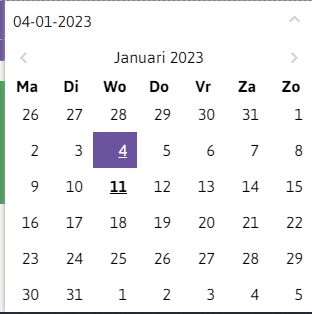 04-01-2023
Januari 2023
Ma Di Wo Do Vr Za Zo
26 27 28 29 30 31 1
2 3 4 5 6 7 8
9 10 11 12 13 14 15
16 17 18 19 20 21 22
23 24 25 26 27 28 29
30 31 1 2 3 4 5